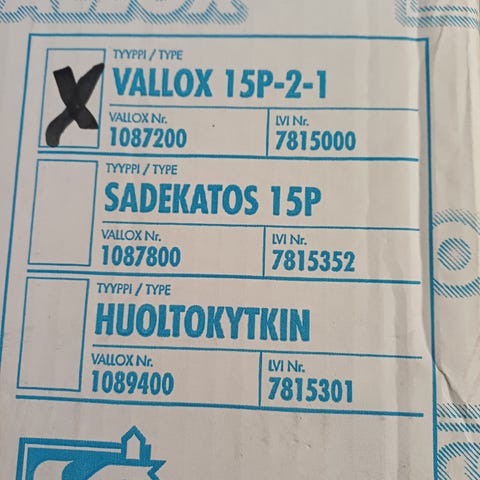 VALLOX
X
TYYPPI / TYPE
VALLOX 15P-2-1
VALLOX Nr. LVI Nr.
1087200 7815000
TYYPPI / TYPE
SADEKATOS 15P
VALLOX Nr. LVI Nr.
1087800 7815352
TYYPPI / TYPE
HUOLTOKYTKIN
VALLOX Nr. LVI Nr.
1089400 7815301